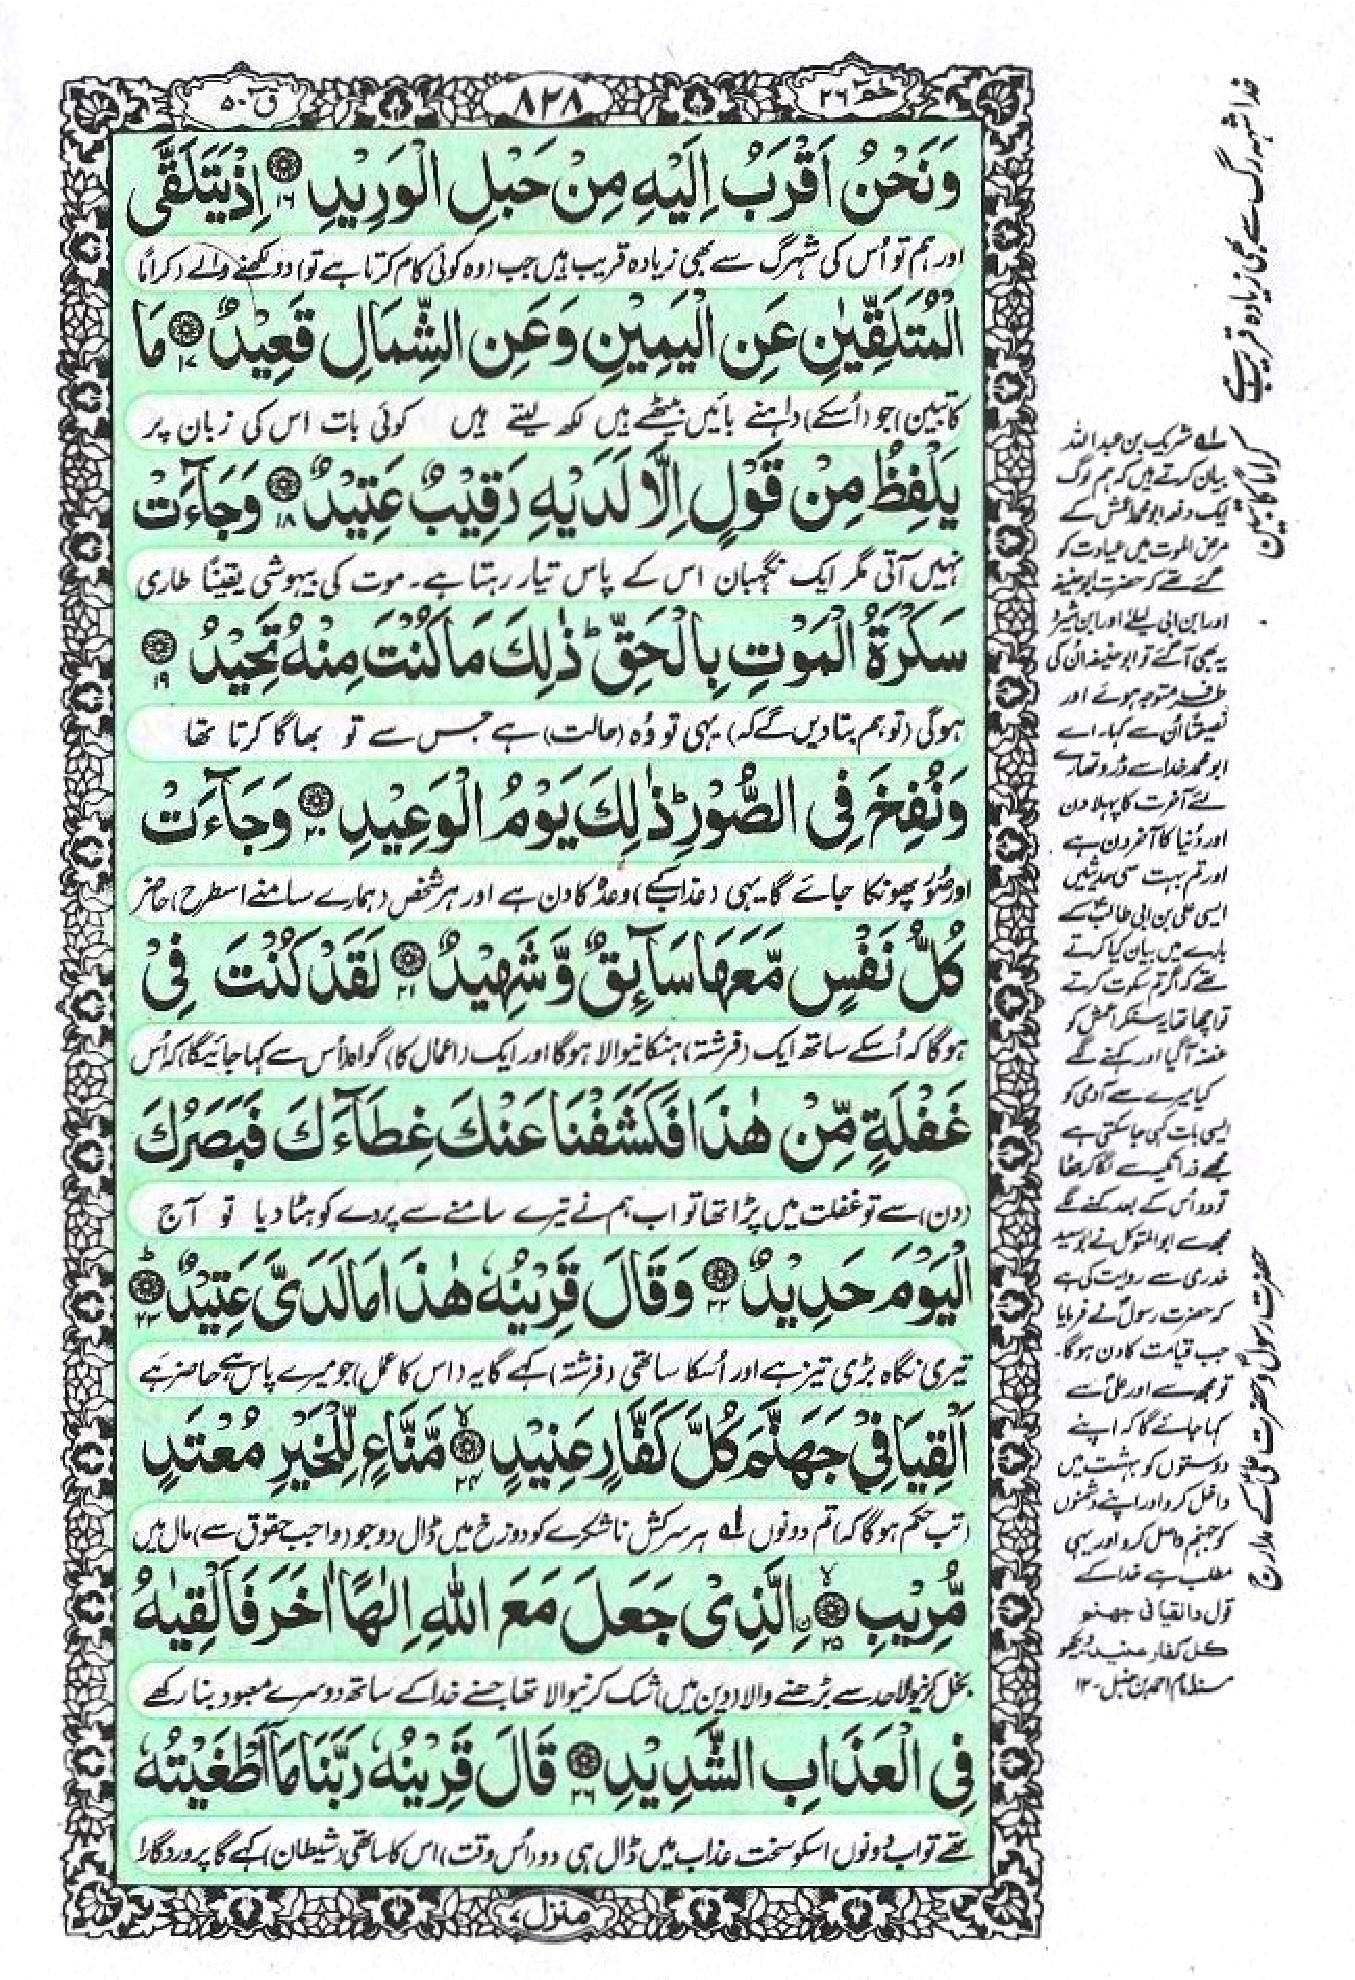 حٰمٓ ٢٦
٨٢٨
قٓ ٥٠
وَنَحْنُ اَقْرَبُ اِلَيْهِ مِنْ حَبْلِ الْوَرِيْدِ ١٦ اِذْ يَتَلَقَّى
اور ہم تو اُس کی شہرگ سے بھی زیادہ قریب ہیں جب (وہ کوئی کام کرتا ہے تو) دو لکھنے والے (کراماً
الْمُتَلَقِّيٰنِ عَنِ الْيَمِيْنِ وَعَنِ الشِّمَالِ قَعِيْدٌ ١٧ مَا
کاتبین) جو (اُسکے) داہنے بائیں بیٹھے ہیں لکھ لیتے ہیں کوئی بات اس کی زبان پر
يَلْفِظُ مِنْ قَوْلٍ اِلَّا لَدَيْهِ رَقِيْبٌ عَتِيْدٌ ١٨ وَجَآءَتْ
نہیں آتی مگر ایک نگہبان اس کے پاس تیار رہتا ہے۔ موت کی بیہوشی یقیناً طاری
سَكْرَةُ الْمَوْتِ بِالْحَقِّ ؕ ذٰلِكَ مَا كُنْتَ مِنْهُ تَحِيْدُ ١٩
ہوگی (تو ہم بتا دیں گے کہ) یہی تو وُہ (حالت) ہے جس سے تو بھاگا کرتا تھا
وَنُفِخَ فِى الصُّوْرِ ؕ ذٰلِكَ يَوْمُ الْوَعِيْدِ ٢٠ وَجَآءَتْ
اور صُور پھونکا جائے گا۔ یہی (عذاب کے) وعدہ کا دن ہے اور ہر شخص (ہمارے سامنے اسطرح) حاضر
كُلُّ نَفْسٍ مَّعَهَا سَآئِقٌ وَّشَهِيْدٌ ٢١ لَقَدْ كُنْتَ فِىْ
ہوگا کہ اُسکے ساتھ ایک (فرشتہ) ہنکانیوالا ہوگا اور ایک (اعمال کا) گواہ (اُس سے کہا جائیگا) کہ اُس
غَفْلَةٍ مِّنْ هٰذَا فَكَشَفْنَا عَنْكَ غِطَآءَكَ فَبَصَرُكَ
(دن) سے تو غفلت میں پڑا تھا تو اب ہم نے تیرے سامنے سے پردے کو ہٹا دیا تو آج
الْيَوْمَ حَدِيْدٌ ٢٢ وَقَالَ قَرِيْنُهٗ هٰذَا مَا لَدَىَّ عَتِيْدٌ ؕ ٢٣
تیری نگاہ بڑی تیز ہے اور اُسکا ساتھی (فرشتہ) کہے گا یہ (اس کا عمل) جو میرے پاس ہے حاضر ہے
اَلْقِيَا فِىْ جَهَنَّمَ كُلَّ كَفَّارٍ عَنِيْدٍ ۙ ٢٤ مَّنَّاعٍ لِّلْخَيْرِ مُعْتَدٍ
(تب حکم ہوگا کہ) تم دونوں لہ ہر سرکش ناشکرے کو دوزخ میں ڈال دو جو (واجب حقوق سے) مال میں
مُّرِيْبِ ۙ ٢٥ ۨالَّذِىْ جَعَلَ مَعَ اللّٰهِ اِلٰهًا اٰخَرَ فَاَلْقِيٰهُ
بخل کرنیوالا حد سے بڑھنے والا (دین میں) شک کرنیوالا تھا جسنے خدا کے ساتھ دوسرے معبود بنا رکھے
فِى الْعَذَابِ الشَّدِيْدِ ٢٦ قَالَ قَرِيْنُهٗ رَبَّنَا مَاۤ اَطْغَيْتُهٗ
تھے تو اب دونوں اسکو سخت عذاب میں ڈال ہی دو (اُس وقت) اس کا ساتھی (شیطان) کہے گا پروردگارا
منزل ٧
خدا شہہ رگ سے بھی زیادہ قریب ہے
کراماً کاتبین
لہ شریک بن عبد اللہ
بیان کرتے ہیں کہ ہم لوگ
ایک دفعہ ابو محمد اعمش کے
مرض الموت میں عیادت کو
گئے تھے کہ حضرت ابو حنیفہ
اور ابن ابی لیلےٰ اور ابن شبرمہ
یہ بھی آگئے تو ابو حنیفہ اُن کی
طرف متوجہ ہوئے اور
نصیحتاً اُن سے کہا۔ اے
ابو محمد خدا سے ڈرو تمہارے
لئے آخرت کا پہلا دن
اور دُنیا کا آخر دن ہے
اور تم بہت سی حدیثیں
ایسی علی بن ابی طالب کے
بارے میں بیان کیا کرتے
تھے کہ اگر تم سکوت کرتے
تو اچھا تھا یہ سنکر اعمش کو
غصہ آگیا اور کہنے لگے
کیا میرے سے آدمی کو
ایسی بات کہی جا سکتی ہے
مجھے ذرا تکیہ سے لگا کر بٹھا
تو دو اُس کے بعد کہنے لگے
مجھ سے ابو المتوکل نے ابو سعید
خدری سے روایت کی ہے
کہ حضرت رسول نے فرمایا
جب قیامت کا دن ہوگا۔
تو مجھ سے اور علی سے
کہا جائے گا کہ اپنے
دوستوں کو بہشت میں
داخل کرو اور اپنے دشمنوں
کو جہنم واصل کرو اور یہی
مطلب ہے خدا کے
قول القیا فی جھنم
کل کفار عنید دیکھو
مسند امام احمد بن حنبل۔ ١٢
حضرت رسول و حضرت علی کے مدارج